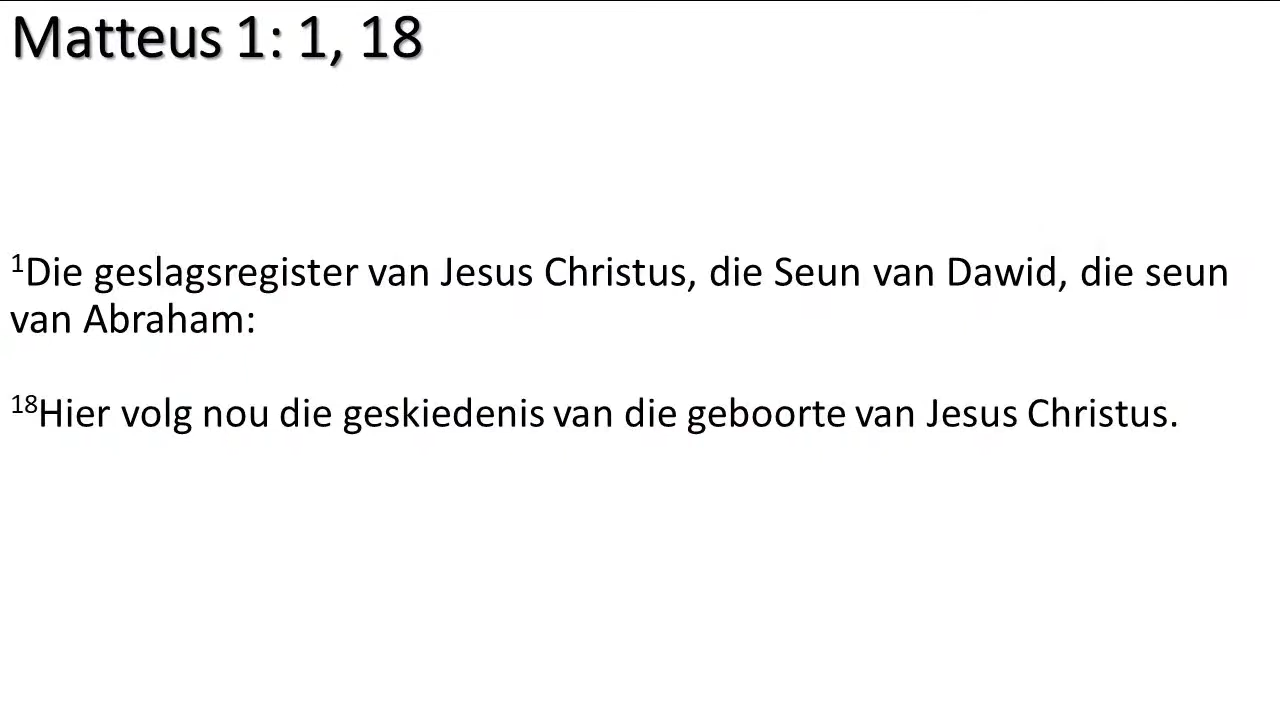 Matteus 1: 1, 18
¹Die geslagsregister van Jesus Christus, die Seun van Dawid, die seun
van Abraham:
¹⁸Hier volg nou die geskiedenis van die geboorte van Jesus Christus.